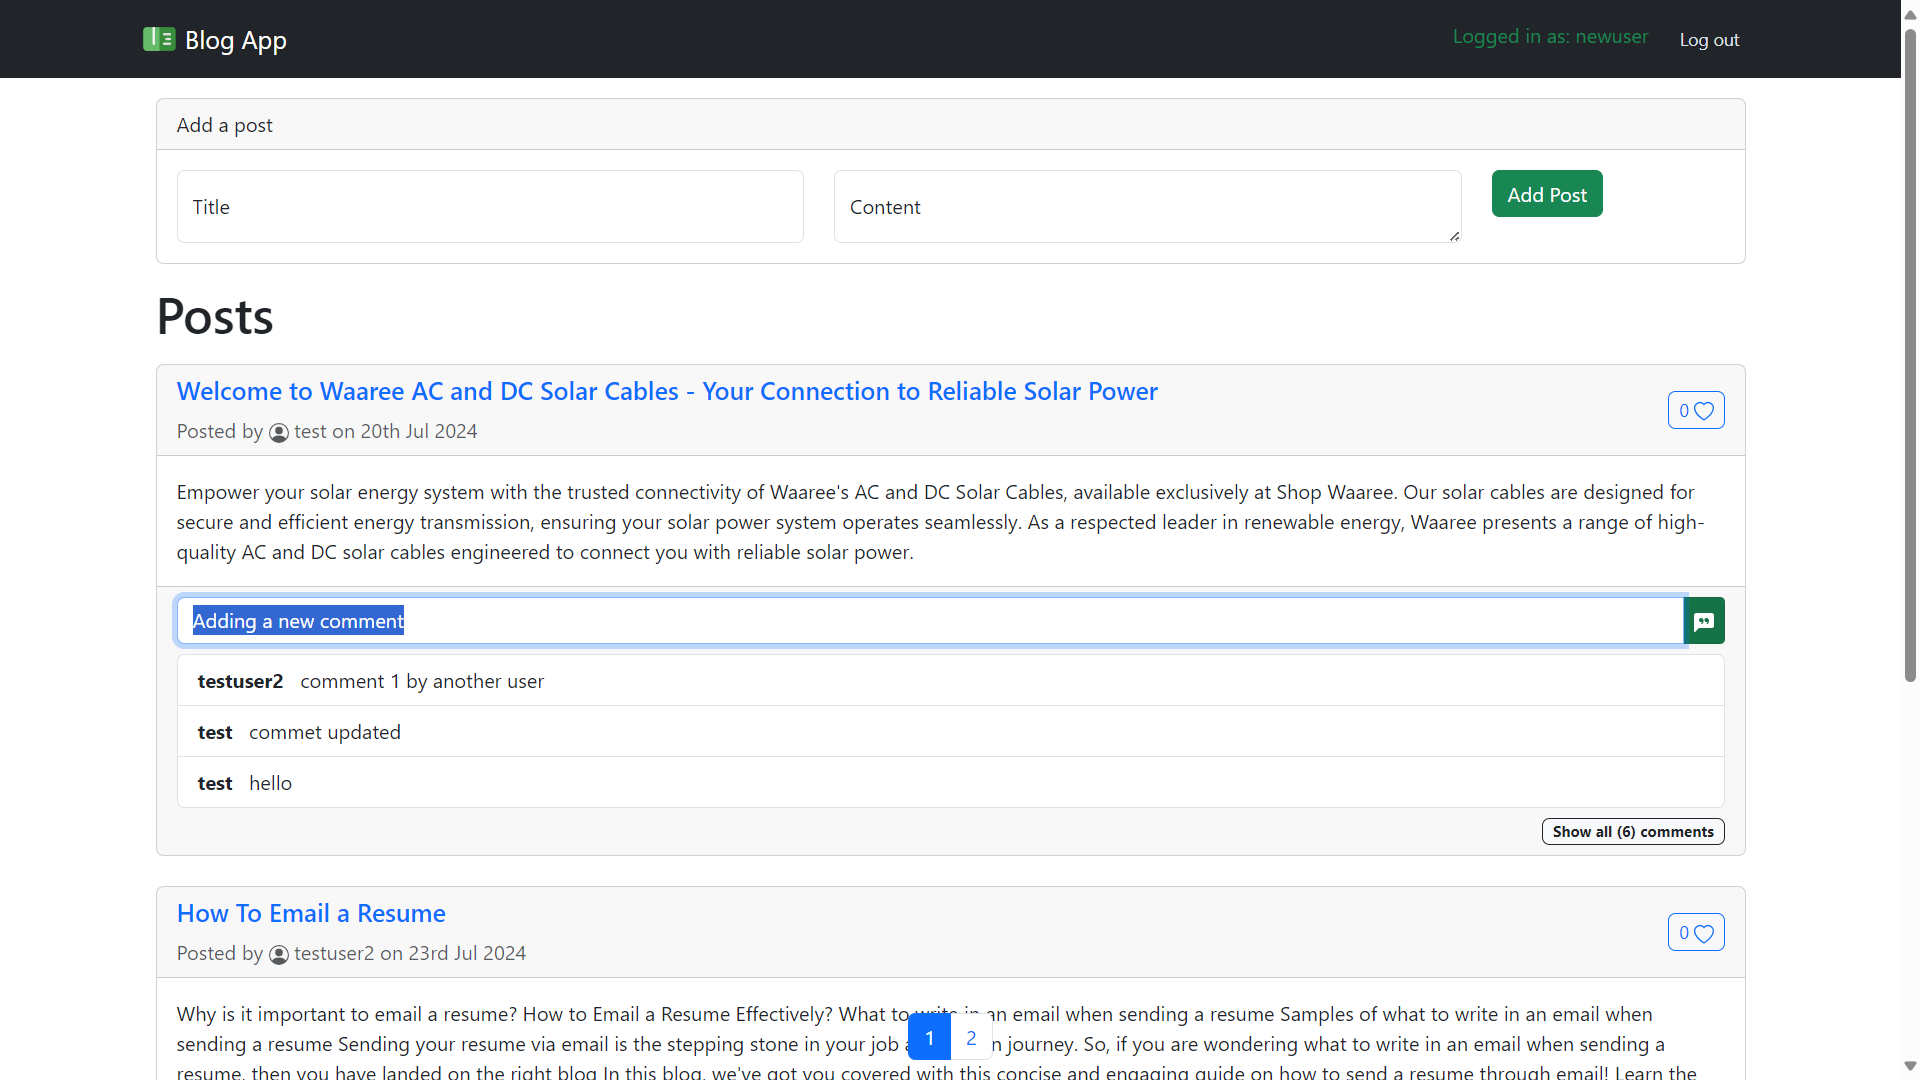 Blog App
Logged in as: newuser
Log out
Add a post
Title
Content
Add Post
Posts
Welcome to Waaree AC and DC Solar Cables - Your Connection to Reliable Solar Power
0
Posted by test on 20th Jul 2024
Empower your solar energy system with the trusted connectivity of Waaree's AC and DC Solar Cables, available exclusively at Shop Waaree. Our solar cables are designed for
secure and efficient energy transmission, ensuring your solar power system operates seamlessly. As a respected leader in renewable energy, Waaree presents a range of high-
quality AC and DC solar cables engineered to connect you with reliable solar power.
Adding a new comment
testuser2 comment 1 by another user
test commet updated
test hello
Show all (6) comments
How To Email a Resume
0
Posted by testuser2 on 23rd Jul 2024
Why is it important to email a resume? How to Email a Resume Effectively? What to write in an email when sending a resume Samples of what to write in an email when
sending a resume Sending your resume via email is the stepping stone in your job journey. So, if you are wondering what to write in an email when sending a
1 2
resume, then you have landed on the right blog In this blog, we've got you covered with this concise and engaging guide on how to send a resume through email! Learn the